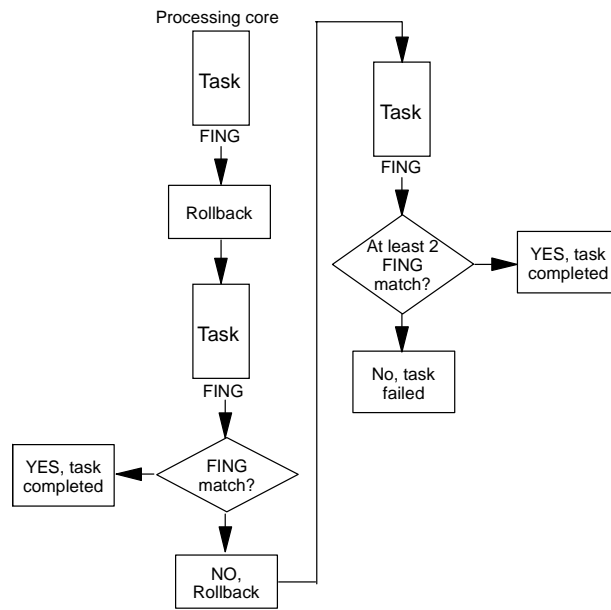 Processing core
Task
FING
Rollback
Task
FING
FING
match?
YES, task
completed
NO,
Rollback
Task
FING
At least 2
FING
match?
YES, task
completed
No, task
failed